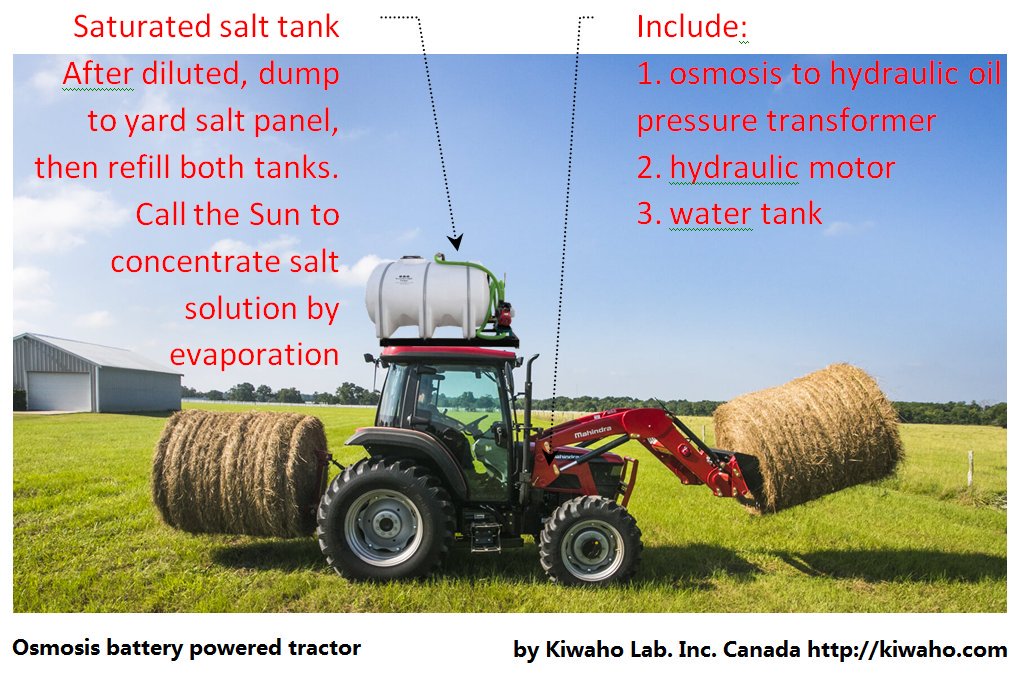 Saturated salt tank
After diluted, dump
to yard salt panel,
then refill both tanks.
Call the Sun to
concentrate salt
solution by
evaporation
Include:
1. osmosis to hydraulic oil
pressure transformer
2. hydraulic motor
3. water tank
Mahindra
Mahindra
Osmosis battery powered tractor
by Kiwaho Lab. Inc. Canada http://kiwaho.com